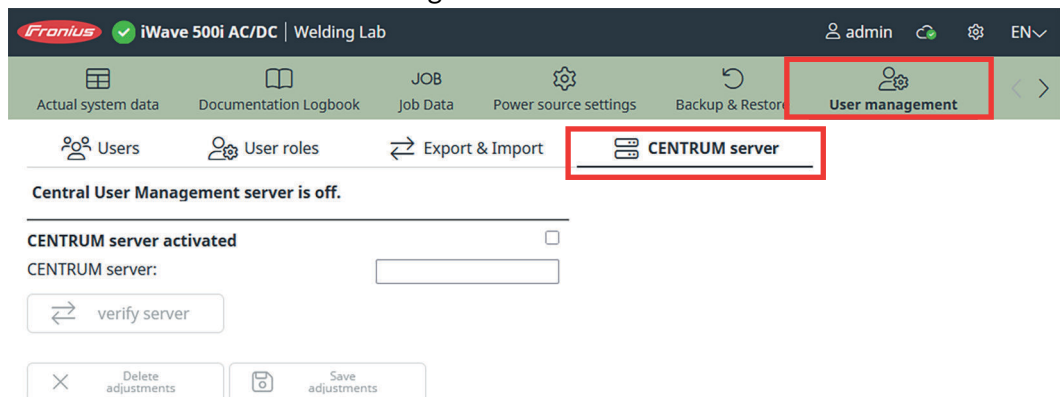 Fronius iWave 500i AC/DC | Welding Lab admin EN
Actual system data Documentation Logbook JOB Job Data Power source settings Backup & Restore User management
Users User roles Export & Import CENTRUM server
Central User Management server is off.
CENTRUM server activated
CENTRUM server:
verify server
Delete adjustments Save adjustments